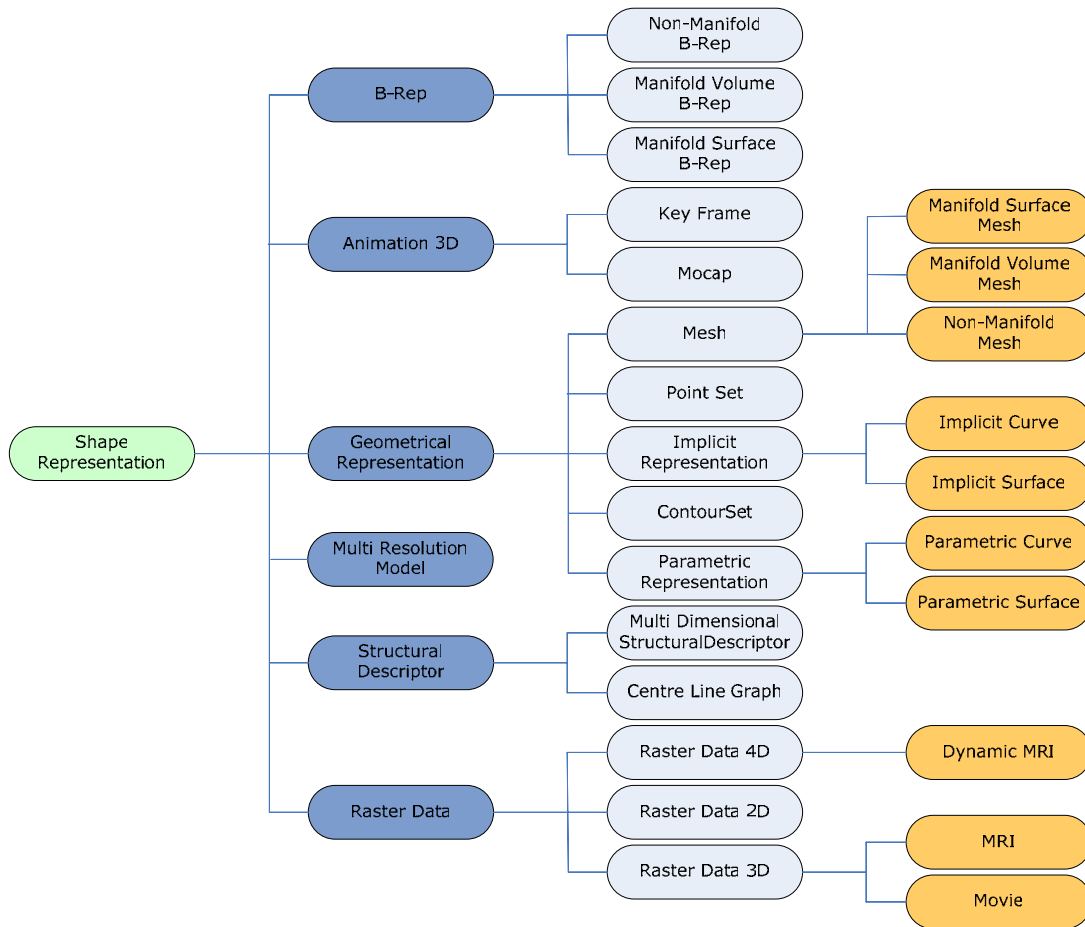 Non-Manifold
B-Rep
B-Rep
Manifold Volume
B-Rep
Manifold Surface
B-Rep
Animation 3D
Key Frame
Mocap
Manifold Surface
Mesh
Manifold Volume
Mesh
Mesh
Non-Manifold
Mesh
Point Set
Shape
Representation
Geometrical
Representation
Implicit
Representation
Implicit Curve
Implicit Surface
ContourSet
Multi Resolution
Model
Parametric
Representation
Parametric Curve
Parametric Surface
Structural
Descriptor
Multi Dimensional
StructuralDescriptor
Centre Line Graph
Raster Data
Raster Data 4D
Dynamic MRI
Raster Data 2D
Raster Data 3D
MRI
Movie